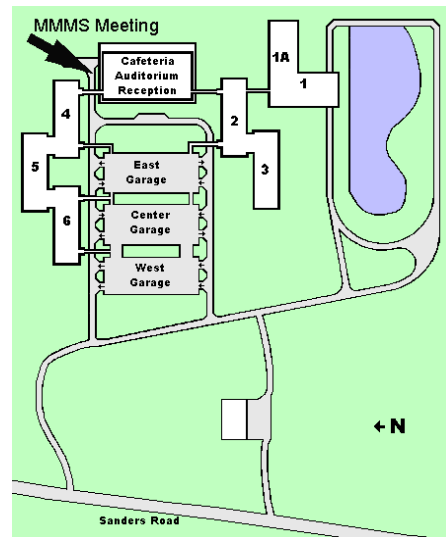 MMMS Meeting
Cafeteria
Auditorium
Reception
1A
1
4
2
5
3
East
Garage
6
Center
Garage
West
Garage
N
Sanders Road